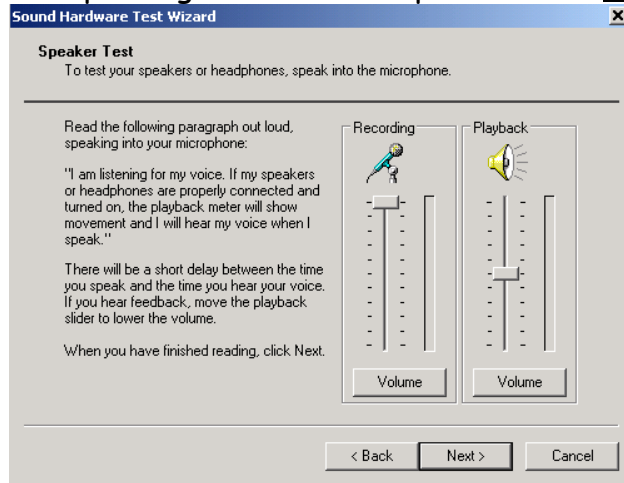 Sound Hardware Test Wizard
Speaker Test
To test your speakers or headphones, speak into the microphone.
Read the following paragraph out loud,
speaking into your microphone:
"I am listening for my voice. If my speakers
or headphones are properly connected and
turned on, the playback meter will show
movement and I will hear my voice when I
speak."
There will be a short delay between the time
you speak and the time you hear your voice.
If you hear feedback, move the playback
slider to lower the volume.
When you have finished reading, click Next.
Recording
Volume
Playback
Volume
< Back
Next >
Cancel